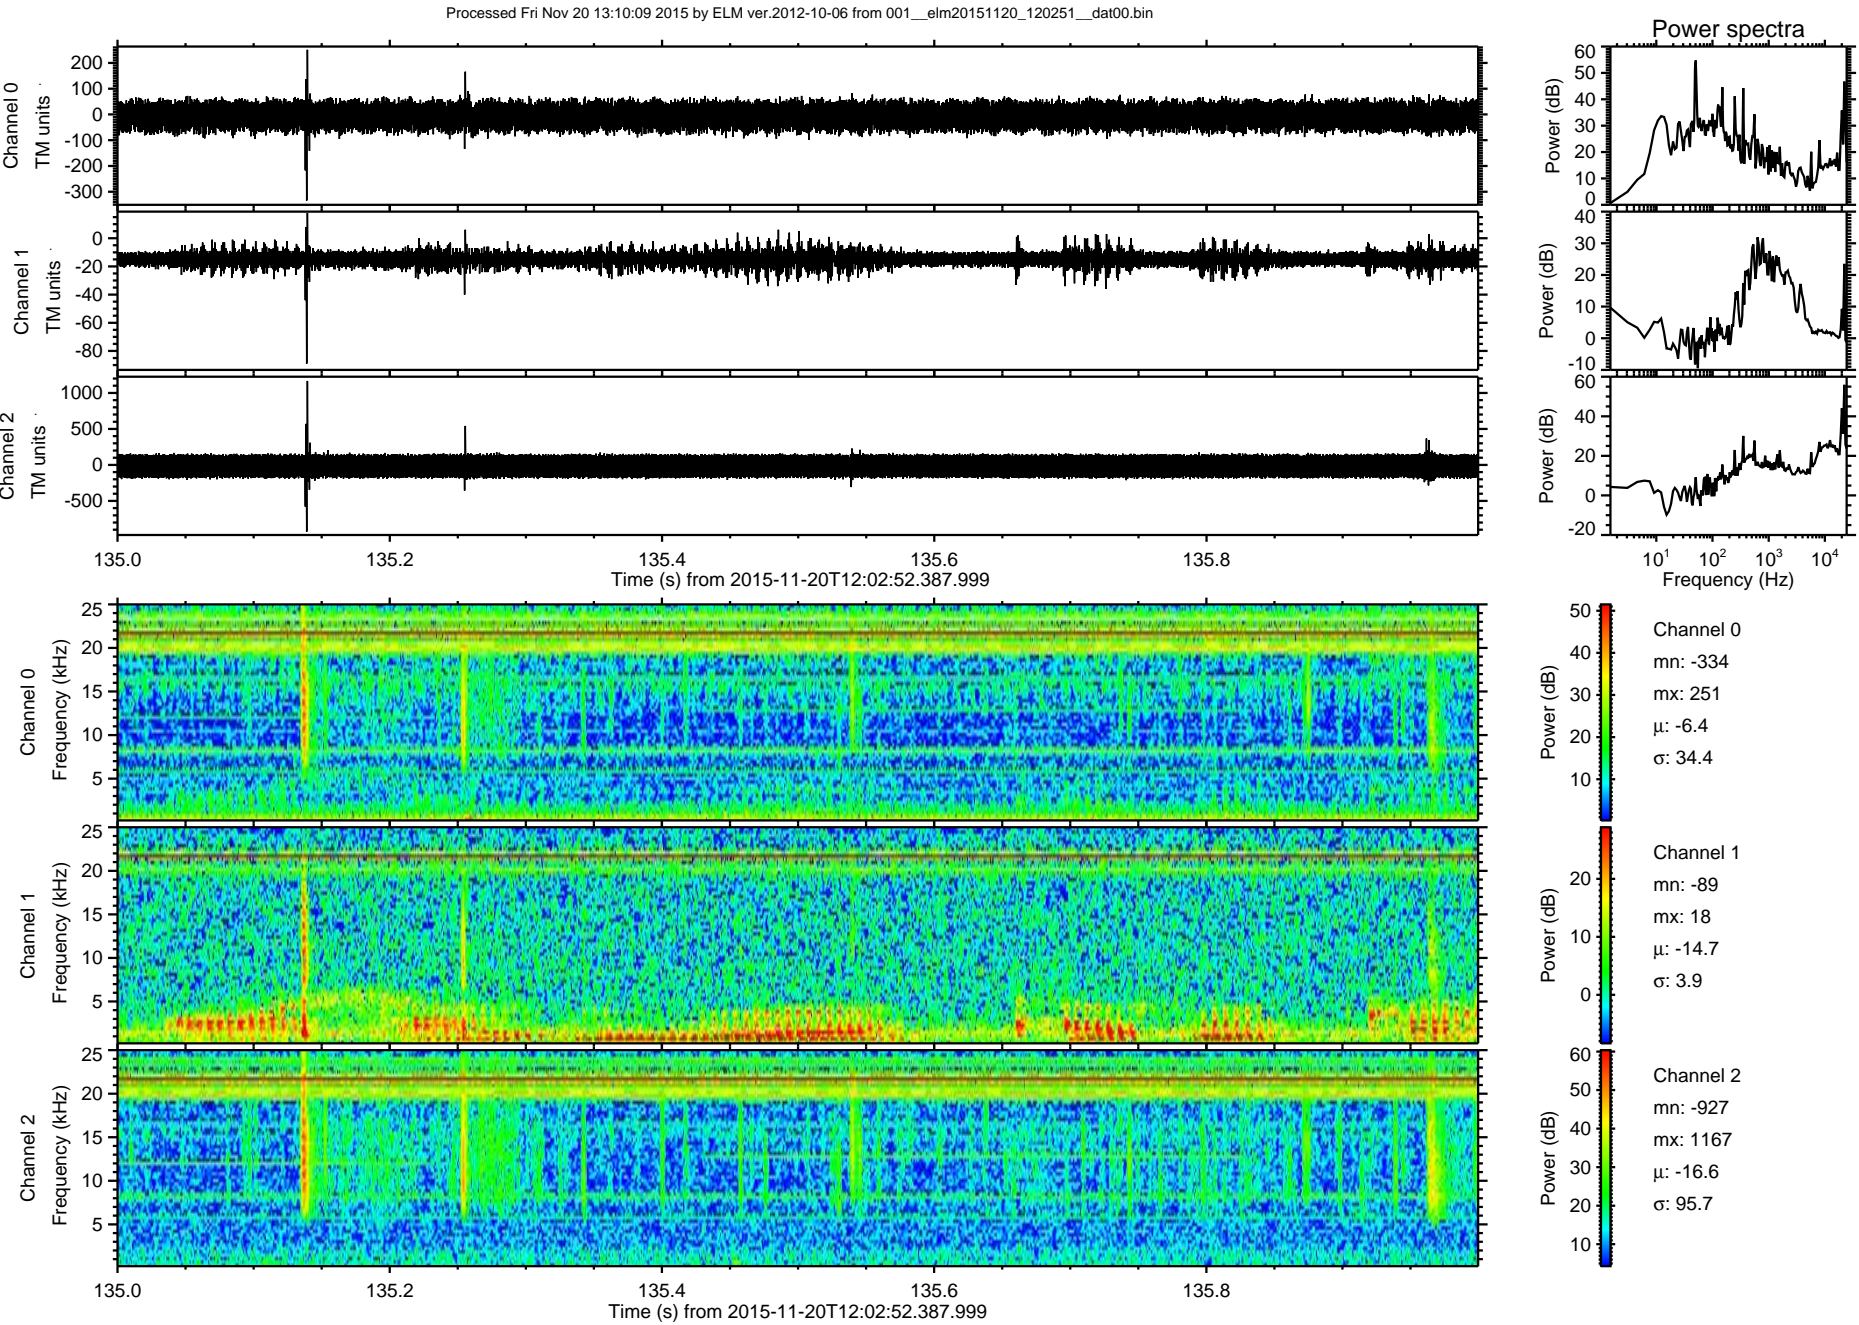 Processed Fri Nov 20 13:10:09 2015 by ELM ver.2012-10-06 from 001__elm20151120_120251__dat00.bin
Power spectra
Channel 0
TM units
200
100
0
-100
-200
-300
Power (dB)
60
50
40
30
20
10
0
Channel 1
TM units
0
-20
-40
-60
-80
Power (dB)
40
30
20
10
0
-10
Channel 2
TM units
1000
500
0
-500
Power (dB)
60
40
20
0
-20
135.0 135.2 135.4 135.6 135.8
Time (s) from 2015-11-20T12:02:52.387.999
10^1 10^2 10^3 10^4
Frequency (Hz)
Channel 0
Frequency (kHz)
25
20
15
10
5
Power (dB)
50
40
30
20
10
Channel 0
mn: -334
mx: 251
μ: -6.4
σ: 34.4
Channel 1
Frequency (kHz)
25
20
15
10
5
Power (dB)
20
10
0
Channel 1
mn: -89
mx: 18
μ: -14.7
σ: 3.9
Channel 2
Frequency (kHz)
25
20
15
10
5
Power (dB)
60
50
40
30
20
10
Channel 2
mn: -927
mx: 1167
μ: -16.6
σ: 95.7
135.0 135.2 135.4 135.6 135.8
Time (s) from 2015-11-20T12:02:52.387.999